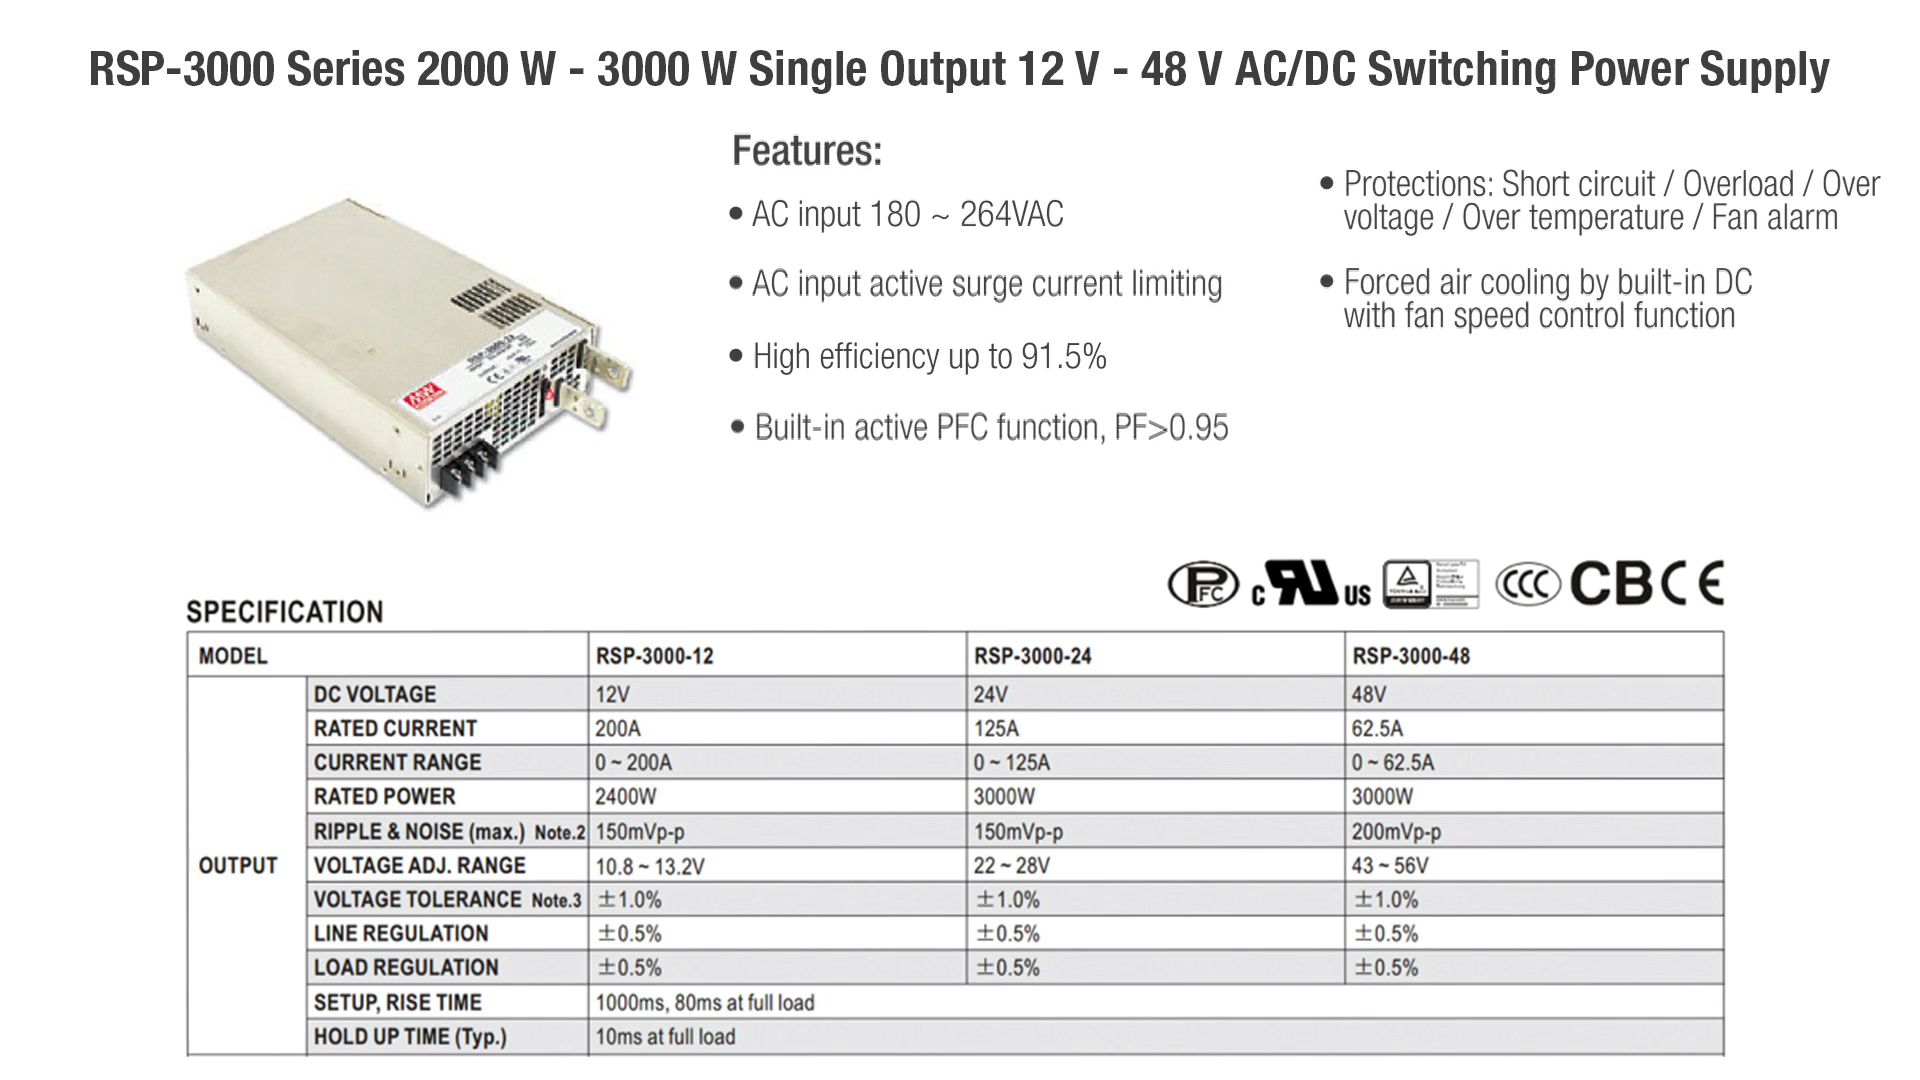 RSP-3000 Series 2000 W - 3000 W Single Output 12 V - 48 V AC/DC Switching Power Supply
Features:
• AC input 180 ~ 264VAC
• AC input active surge current limiting
• High efficiency up to 91.5%
• Built-in active PFC function, PF>0.95
• Protections: Short circuit / Overload / Over
voltage / Over temperature / Fan alarm
• Forced air cooling by built-in DC
with fan speed control function
RSP-3000-24
MW
CE
PFC c RU US CCC CB CE
SPECIFICATION
MODEL RSP-3000-12 RSP-3000-24 RSP-3000-48
OUTPUT
DC VOLTAGE 12V 24V 48V
RATED CURRENT 200A 125A 62.5A
CURRENT RANGE 0 ~ 200A 0 ~ 125A 0 ~ 62.5A
RATED POWER 2400W 3000W 3000W
RIPPLE & NOISE (max.) Note.2 150mVp-p 150mVp-p 200mVp-p
VOLTAGE ADJ. RANGE 10.8 ~ 13.2V 22 ~ 28V 43 ~ 56V
VOLTAGE TOLERANCE Note.3 ±1.0% ±1.0% ±1.0%
LINE REGULATION ±0.5% ±0.5% ±0.5%
LOAD REGULATION ±0.5% ±0.5% ±0.5%
SETUP, RISE TIME 1000ms, 80ms at full load
HOLD UP TIME (Typ.) 10ms at full load